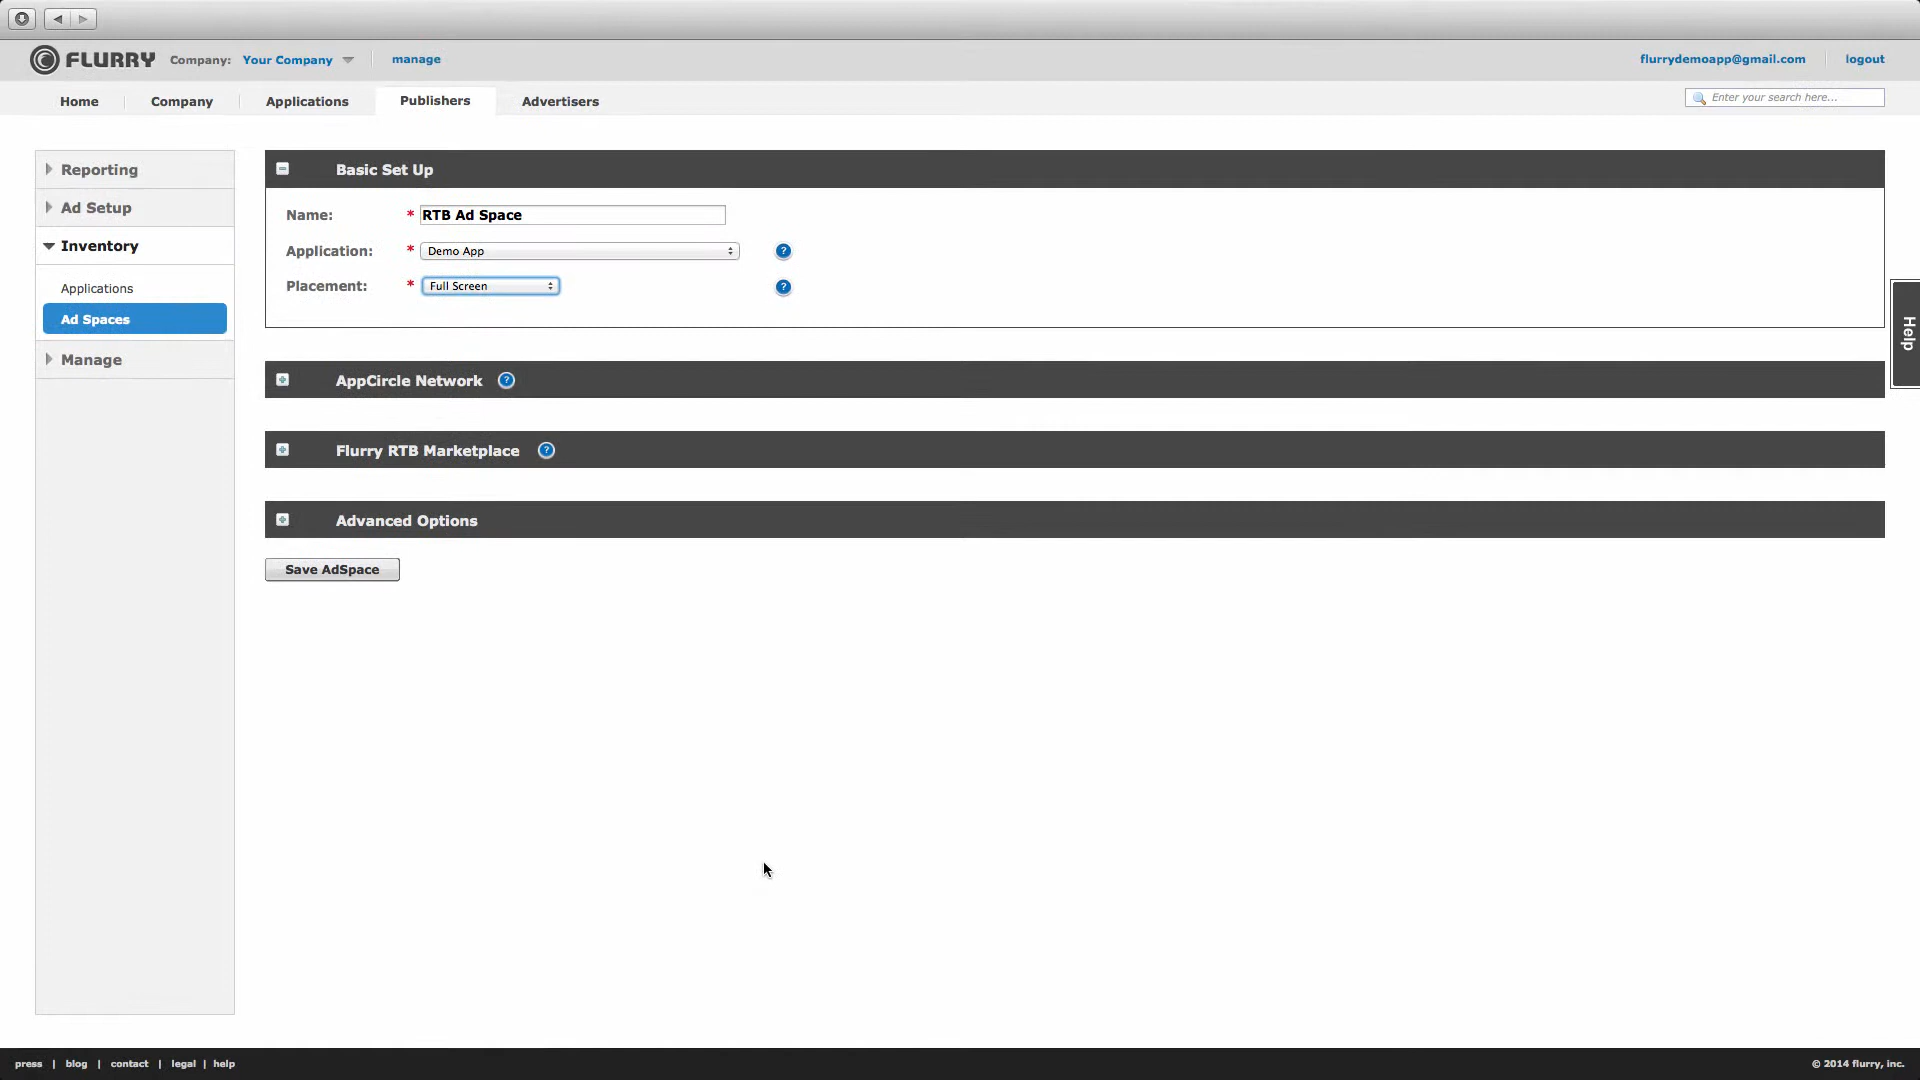 FLURRY Company: Your Company manage flurrydemoapp@gmail.com logout
Home Company Applications Publishers Advertisers Enter your search here...
Reporting
Ad Setup
Inventory
Applications
Ad Spaces
Manage
Basic Set Up
Name: * RTB Ad Space
Application: * Demo App ?
Placement: * Full Screen ?
AppCircle Network ?
Flurry RTB Marketplace ?
Advanced Options
Save AdSpace
Help
press | blog | contact | legal | help © 2014 flurry, inc.